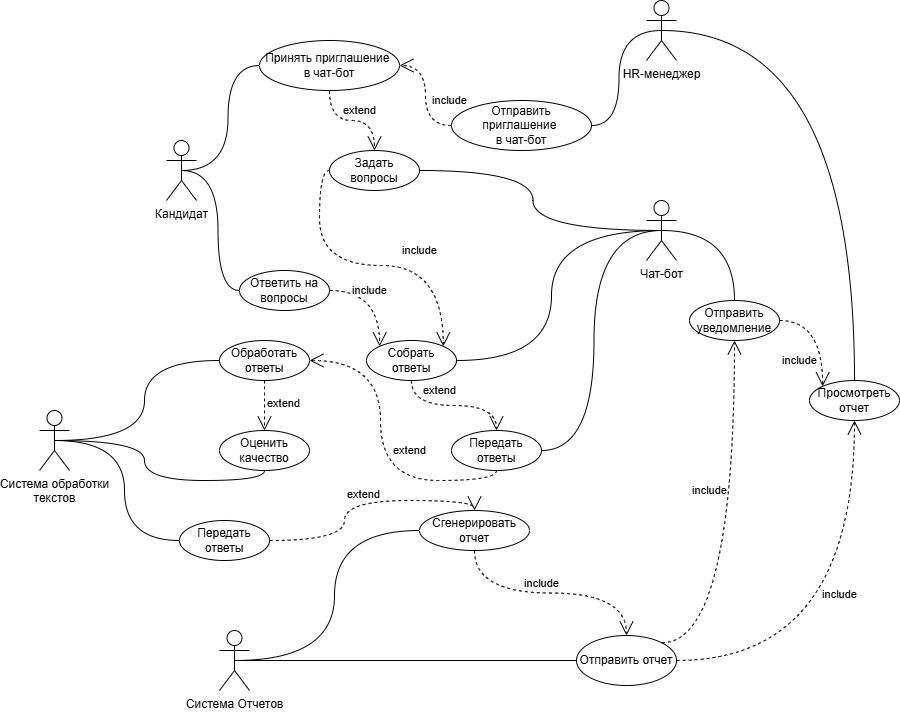 Принять приглашение
в чат-бот
HR-менеджер
include
extend
Отправить
приглашение
в чат-бот
Задать
вопросы
Кандидат
include
Чат-бот
Ответить на
вопросы
include
Отправить
уведомление
Обработать
ответы
Собрать
ответы
include
extend
extend
Просмотреть
отчет
Оценить
качество
extend
Передать
ответы
Система обработки
текстов
extend
include
Передать
ответы
Сгенерировать
отчет
include
include
Отправить отчет
Система Отчетов